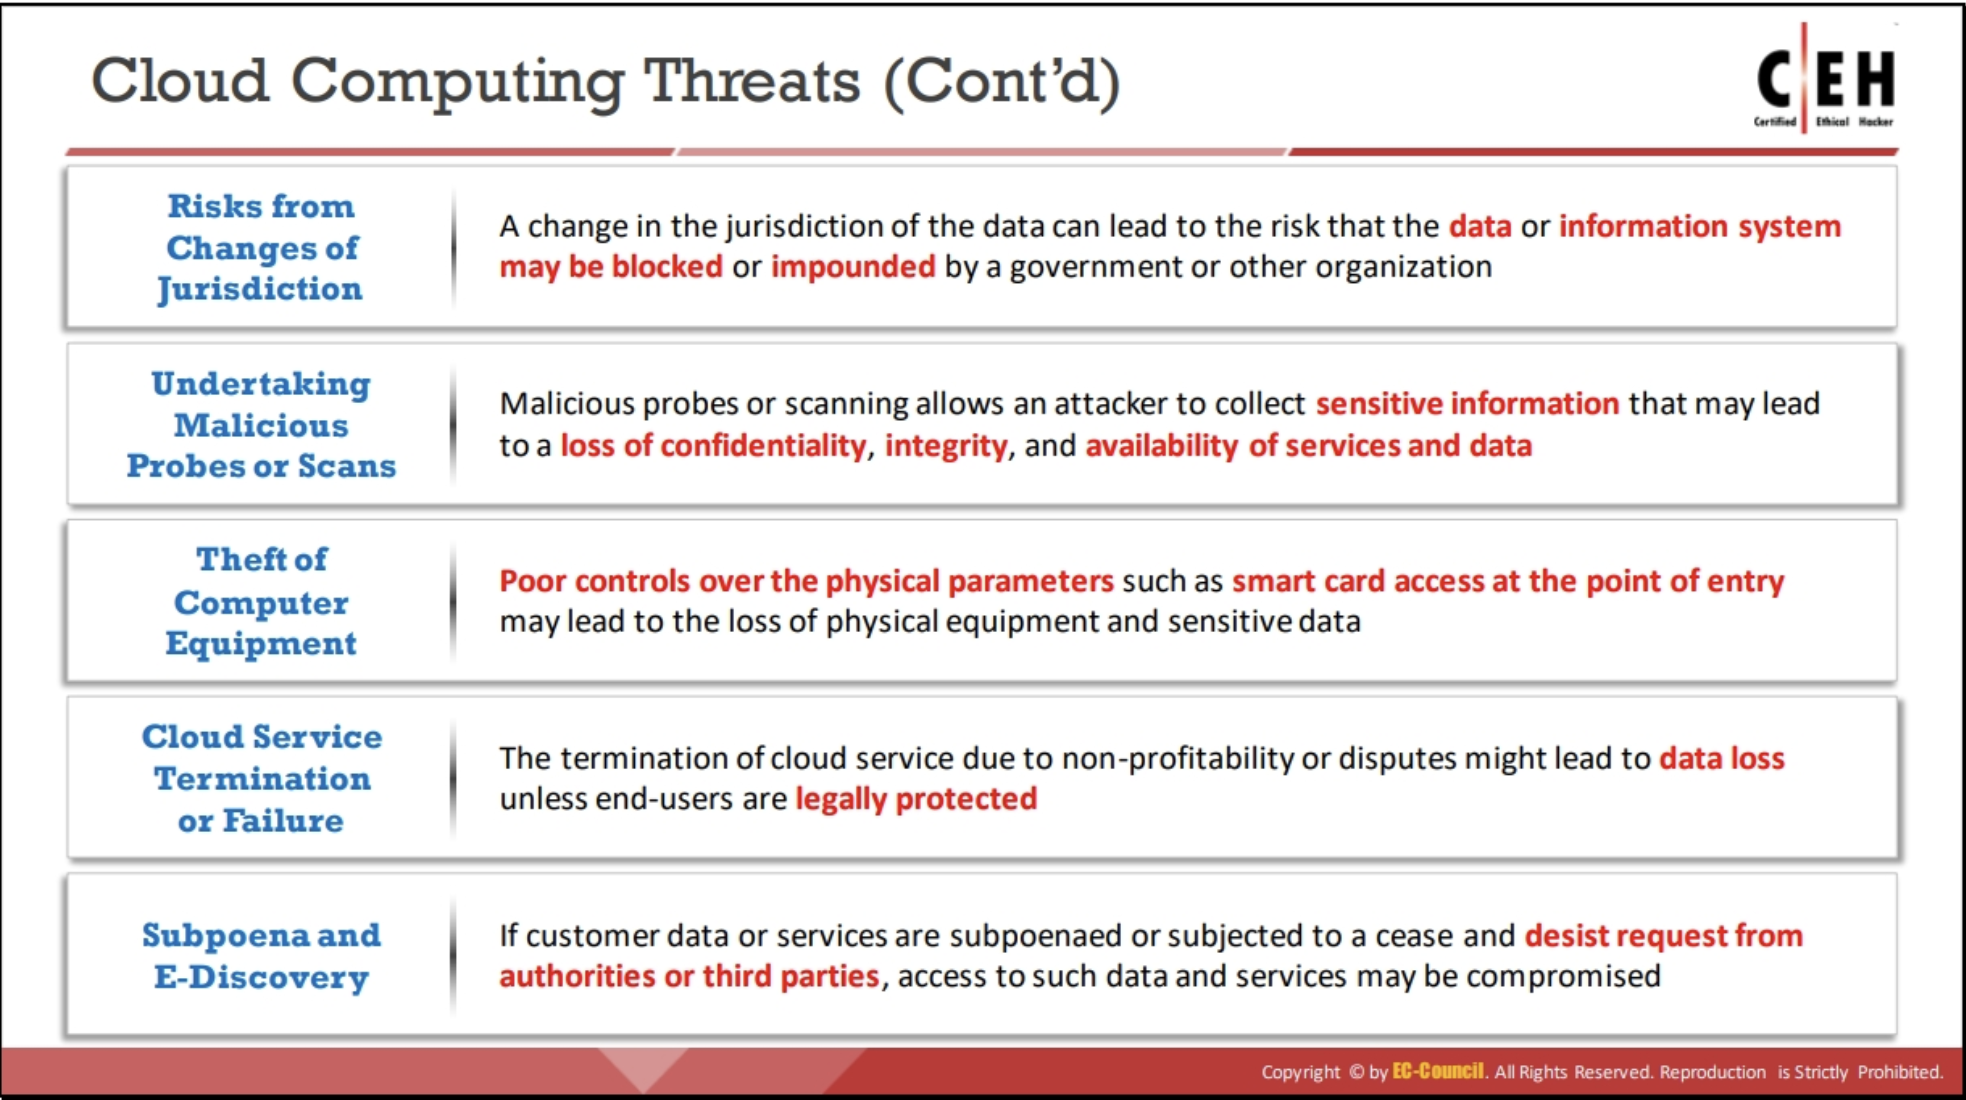 Cloud Computing Threats (Cont’d)
C EH
Certified Ethical Hacker
Risks from
Changes of
Jurisdiction
A change in the jurisdiction of the data can lead to the risk that the data or information system
may be blocked or impounded by a government or other organization
Undertaking
Malicious
Probes or Scans
Malicious probes or scanning allows an attacker to collect sensitive information that may lead
to a loss of confidentiality, integrity, and availability of services and data
Theft of
Computer
Equipment
Poor controls over the physical parameters such as smart card access at the point of entry
may lead to the loss of physical equipment and sensitive data
Cloud Service
Termination
or Failure
The termination of cloud service due to non-profitability or disputes might lead to data loss
unless end-users are legally protected
Subpoena and
E-Discovery
If customer data or services are subpoenaed or subjected to a cease and desist request from
authorities or third parties, access to such data and services may be compromised
Copyright © by EC-Council. All Rights Reserved. Reproduction is Strictly Prohibited.